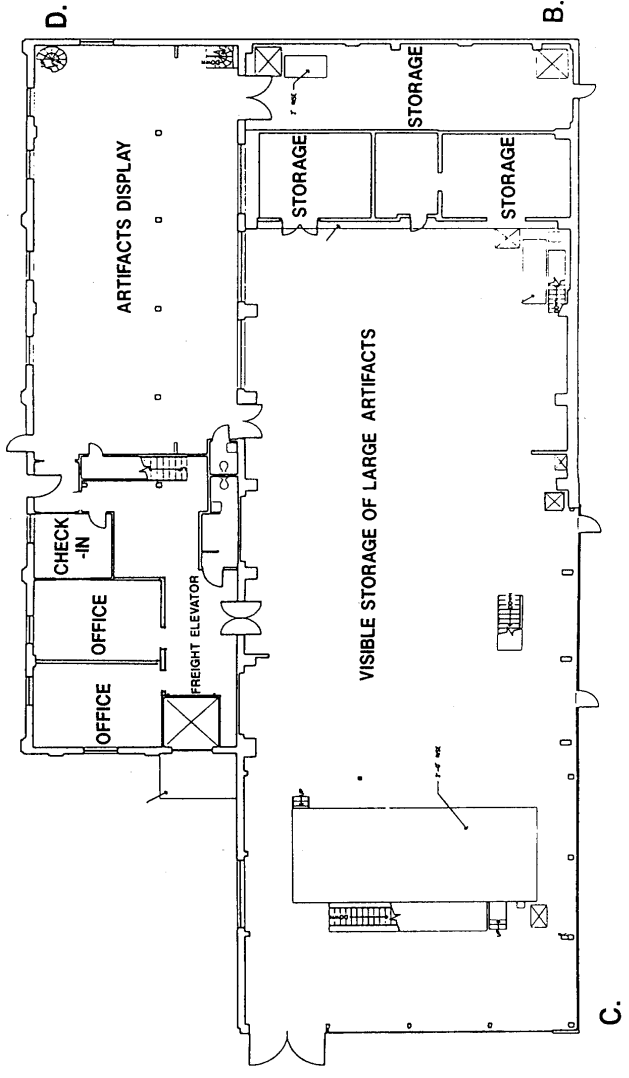 D.
B.
ARTIFACTS DISPLAY
STORAGE
STORAGE
STORAGE
CHECK
-IN
OFFICE
OFFICE
FREIGHT ELEVATOR
VISIBLE STORAGE OF LARGE ARTIFACTS
C.